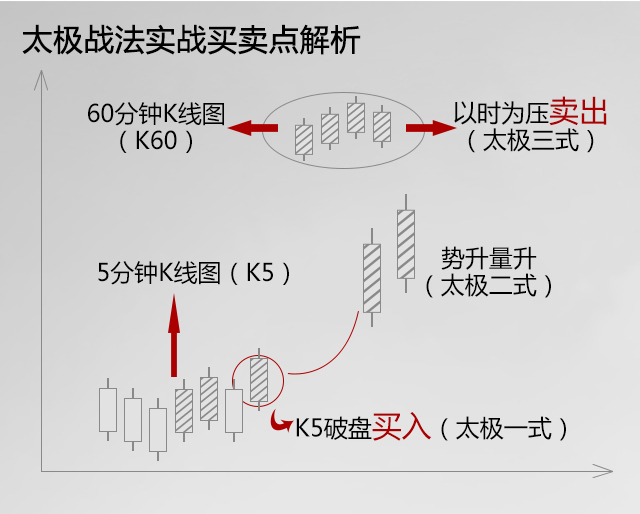 太极战法实战买卖点解析
60分钟K线图
（K60）
以时为压卖出
（太极三式）
5分钟K线图（K5）
势升量升
（太极二式）
K5破盘买入（太极一式）